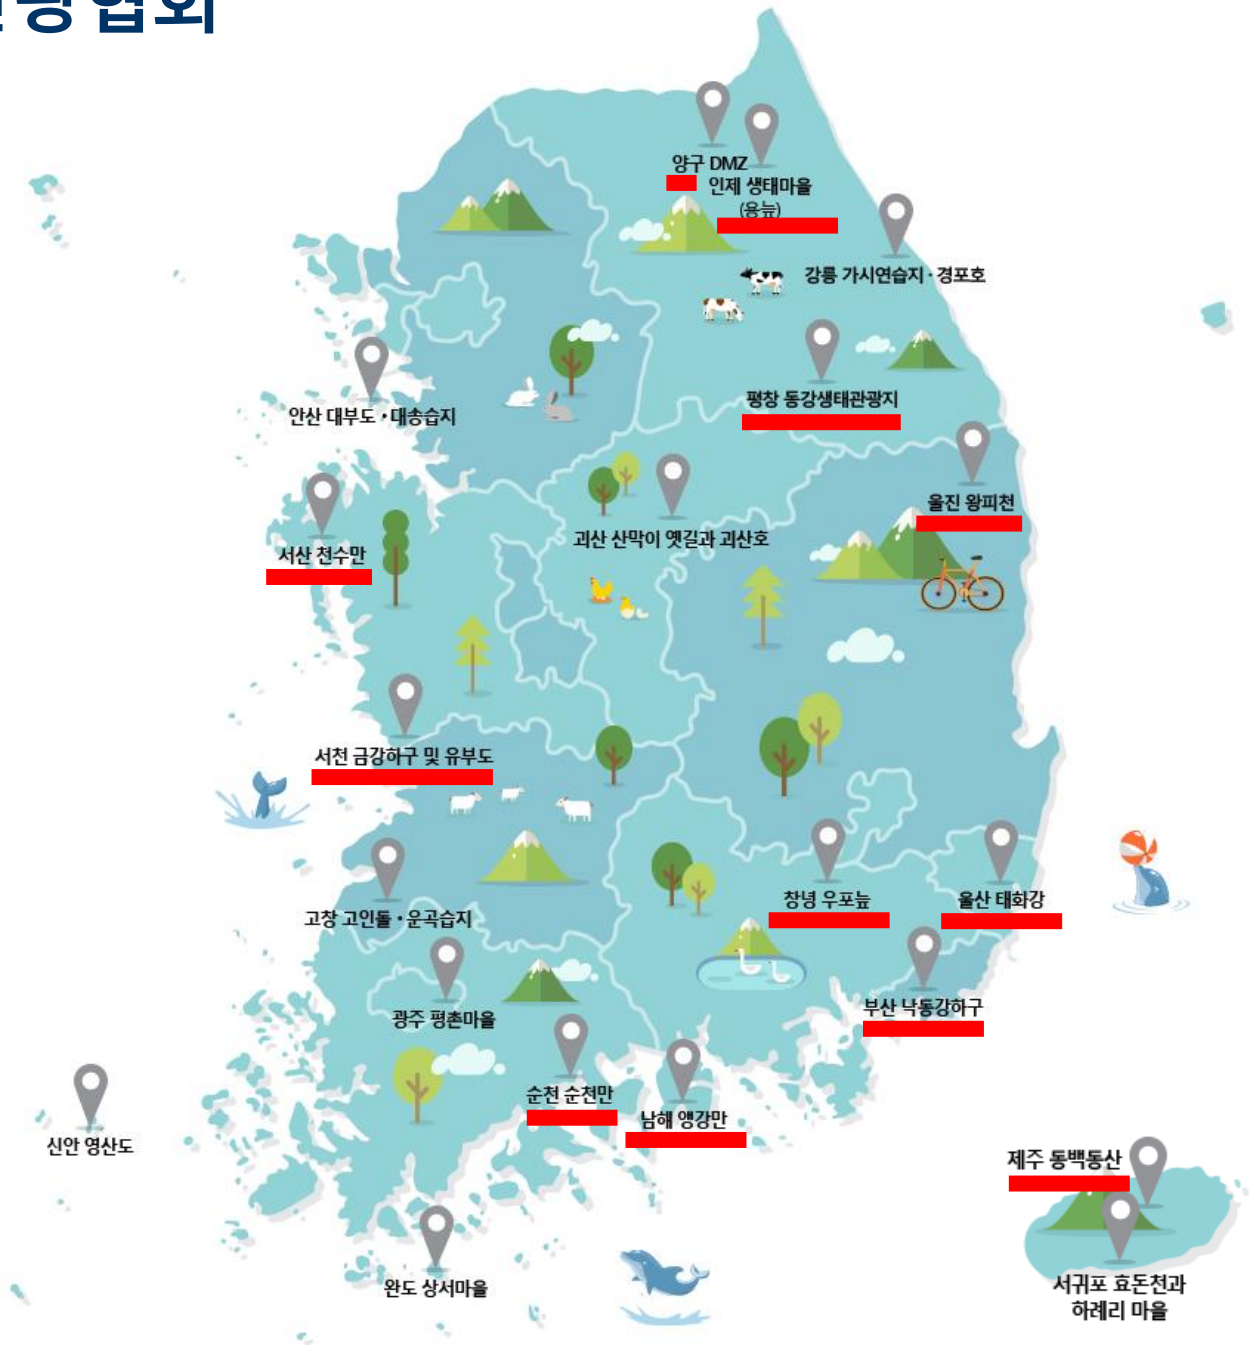 광협회
양구 DMZ
인제 생태마을
(용늪)
강릉 가시연습지·경포호
평창 동강생태관광지
안산 대부도·대송습지
울진 왕피천
괴산 산막이 옛길과 괴산호
서산 천수만
서천 금강하구 및 유부도
창녕 우포늪
울산 태화강
고창 고인돌·운곡습지
부산 낙동강하구
광주 평촌마을
순천 순천만
남해 앵강만
신안 영산도
제주 동백동산
완도 상서마을
서귀포 효돈천과
하례리 마을